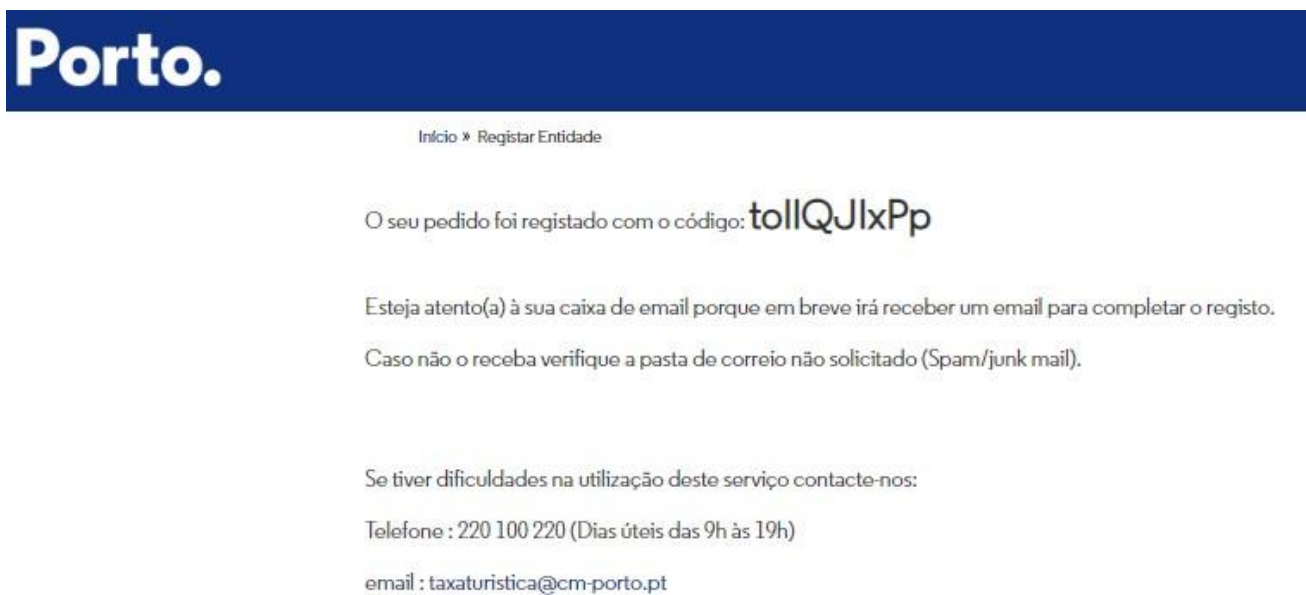 Porto.
Início » Registar Entidade
O seu pedido foi registado com o código: tollQJlxPp
Esteja atento(a) à sua caixa de email porque em breve irá receber um email para completar o registo.
Caso não o receba verifique a pasta de correio não solicitado (Spam/junk mail).
Se tiver dificuldades na utilização deste serviço contacte-nos:
Telefone : 220 100 220 (Dias úteis das 9h às 19h)
email : taxaturistica@cm-porto.pt